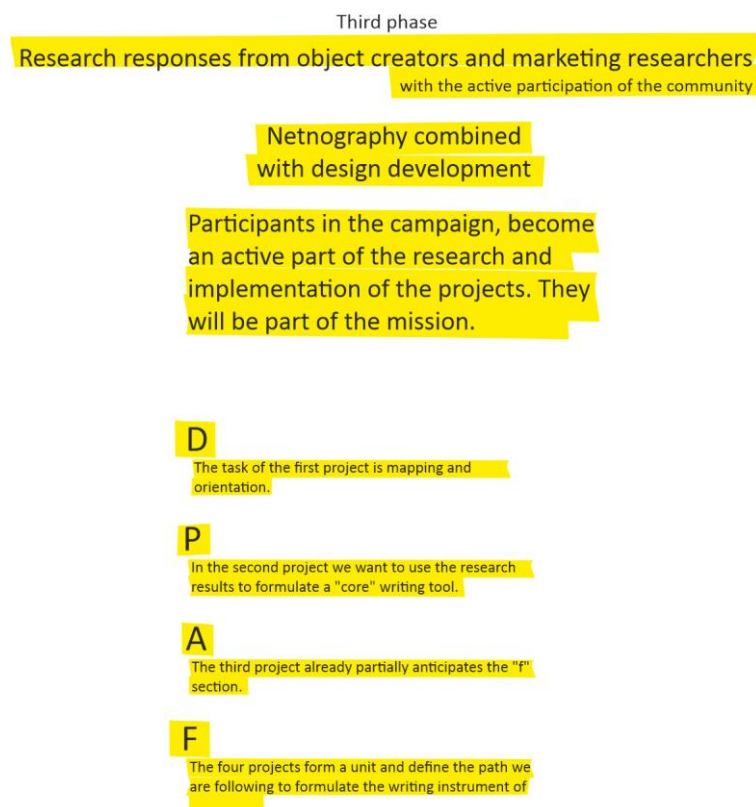 Third phase
Research responses from object creators and marketing researchers
with the active participation of the community
Netnography combined
with design development
Participants in the campaign, become
an active part of the research and
implementation of the projects. They
will be part of the mission.
D
The task of the first project is mapping and
orientation.
P
In the second project we want to use the research
results to formulate a "core" writing tool.
A
The third project already partially anticipates the "f"
section.
F
The four projects form a unit and define the path we
are following to formulate the writing instrument of